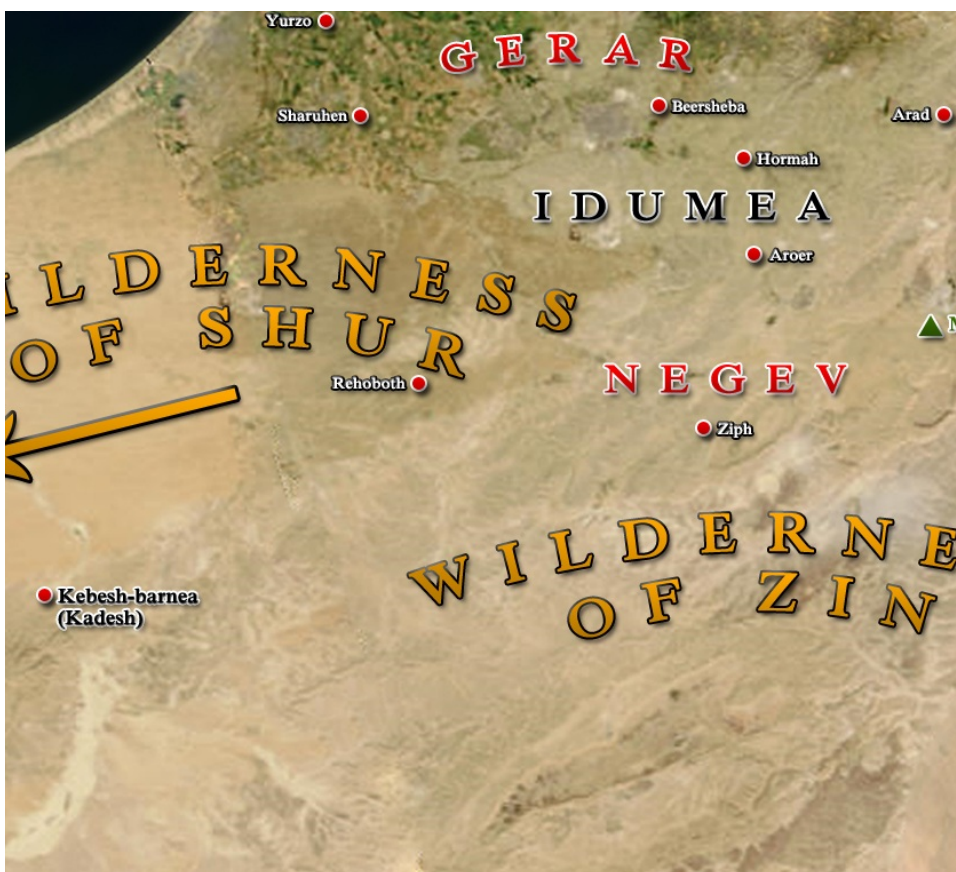 Yurzo
GERAR
Sharuhen
Beersheba
Arad
Hormah
IDUMEA
Aroer
ILDERNESS
OF SHUR
M
Rehoboth
NEGEV
Ziph
WILDERNE
OF ZIN
Kebesh-barnea
(Kadesh)